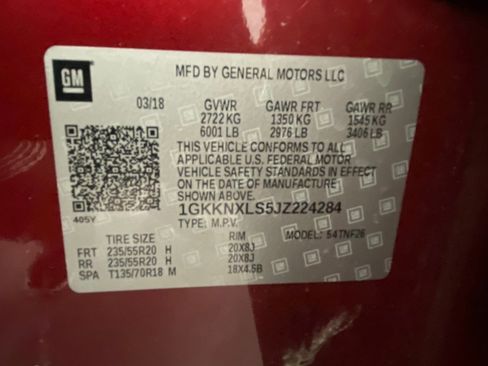 GM
MFD BY GENERAL MOTORS LLC
03/18 GVWR GAWR FRT GAWR RR
2722 KG 1350 KG 1545 KG
6001 LB 2976 LB 3406 LB
THIS VEHICLE CONFORMS TO ALL
APPLICABLE U.S. FEDERAL MOTOR
VEHICLE SAFETY STANDARDS IN
EFFECT ON THE DATE OF MANUFACTURE
SHOWN ABOVE.
1GKKNXLS5JZ224284
405Y
TYPE: M.P.V. MODEL: 54TNF26
TIRE SIZE RIM
FRT 235/55R20 H 20X8J
RR 235/55R20 H 20X8J
SPA T135/70R18 M 18X4.5B